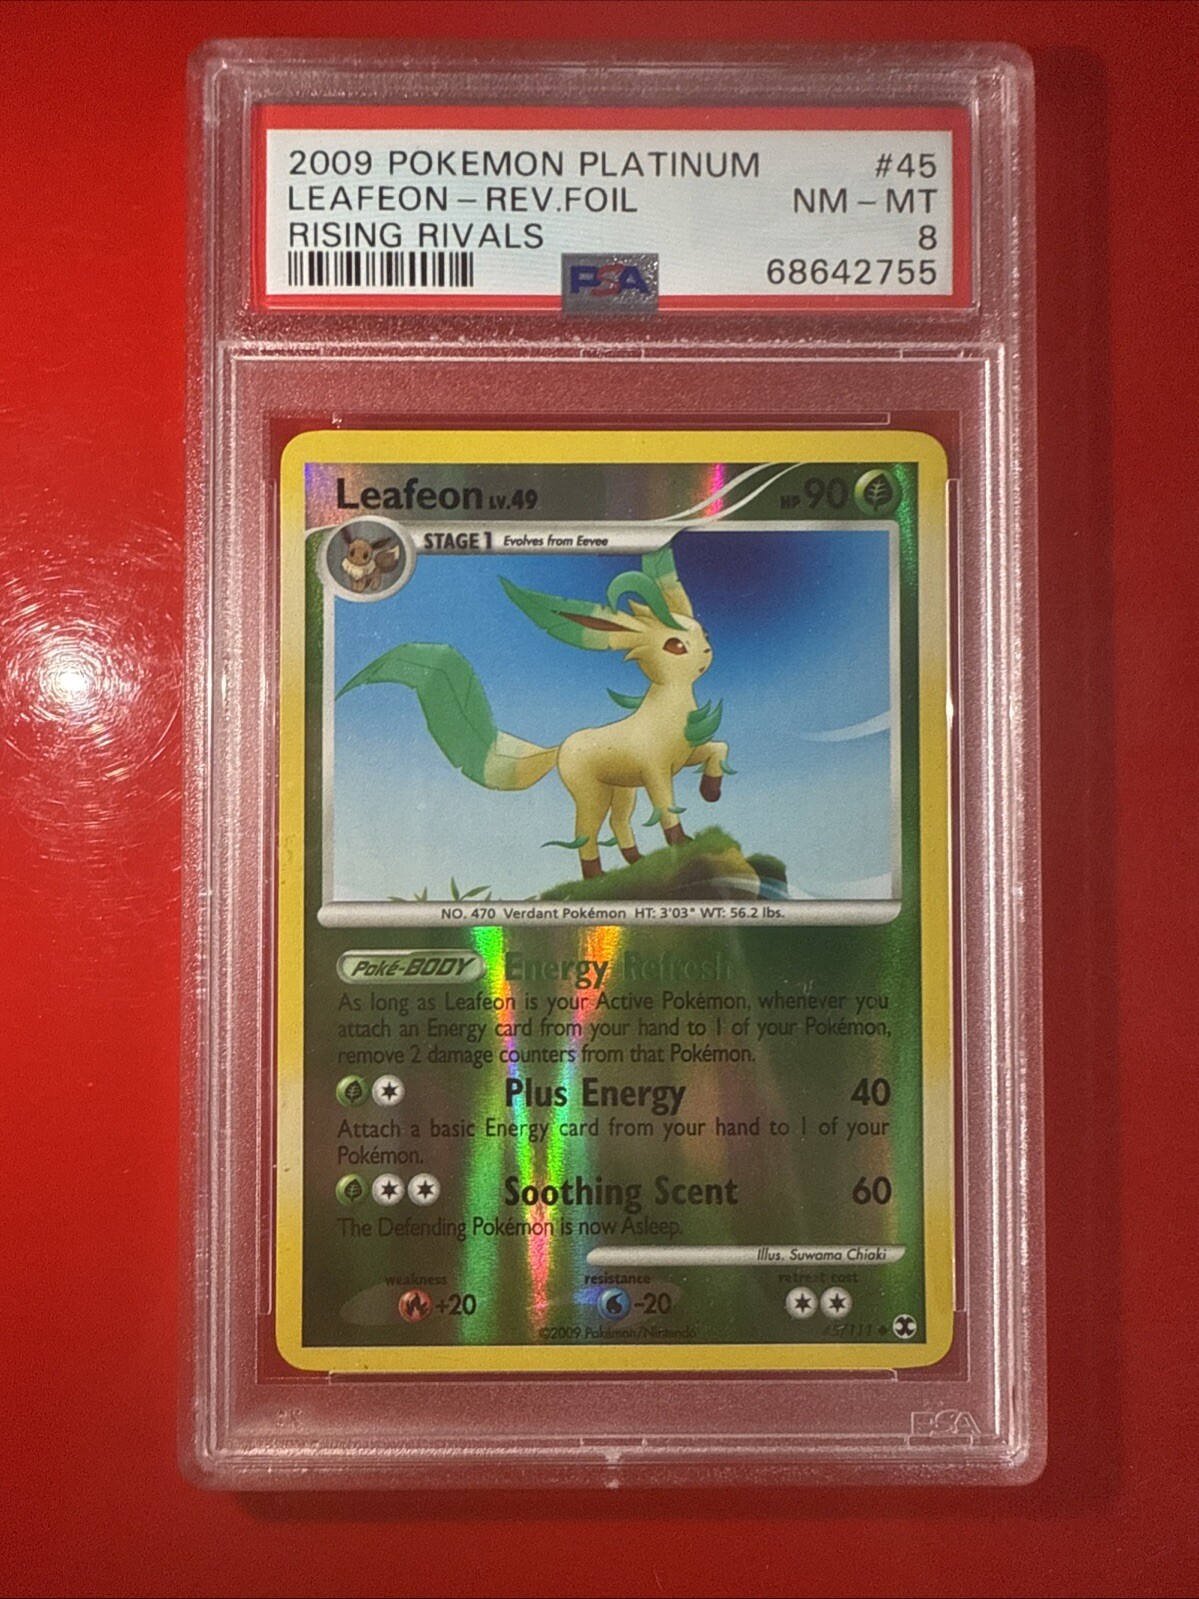 2009 POKEMON PLATINUM #45
LEAFEON - REV.FOIL NM - MT
RISING RIVALS 8
PSA 68642755
Leafeon LV.49 HP 90
STAGE 1 Evolves from Eevee
NO. 470 Verdant Pokémon HT: 3'03" WT: 56.2 lbs.
Poké-BODY Energy Refresh
As long as Leafeon is your Active Pokémon, whenever you
attach an Energy card from your hand to 1 of your Pokémon,
remove 2 damage counters from that Pokémon.
Plus Energy 40
Attach a basic Energy card from your hand to 1 of your
Pokémon.
Soothing Scent 60
The Defending Pokémon is now Asleep.
Illus. Suwama Chiaki
weakness resistance retreat cost
+20 -20
©2009 Pokémon/Nintendo 45/111
PSA